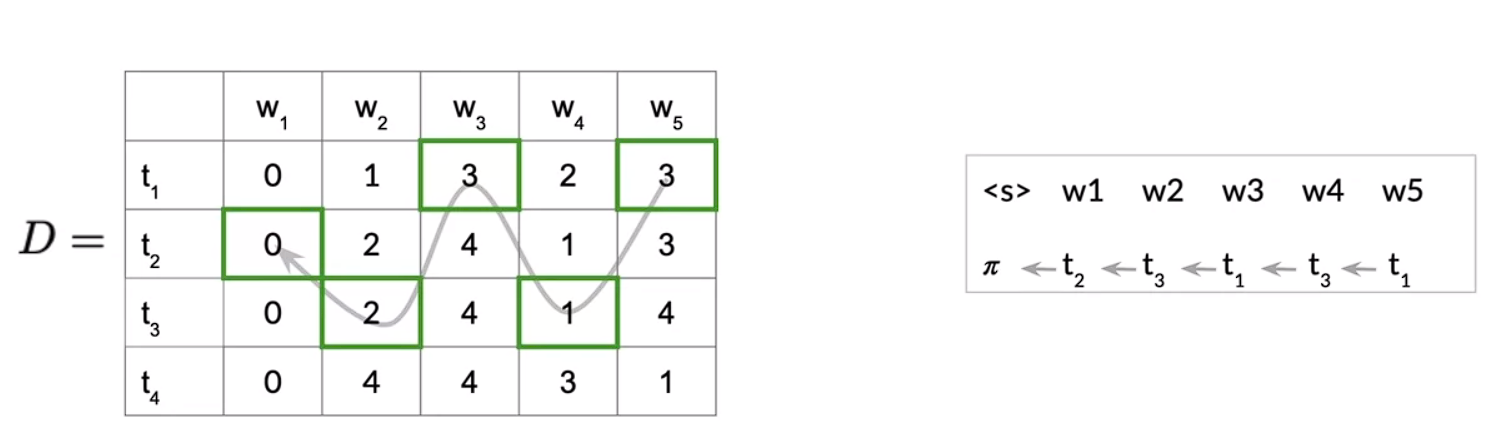 D =
w₁ w₂ w₃ w₄ w₅
t₁ 0 1 3 2 3
t₂ 0 2 4 1 3
t₃ 0 2 4 1 4
t₄ 0 4 4 3 1
<s> w1 w2 w3 w4 w5
π ← t₂ ← t₃ ← t₁ ← t₃ ← t₁